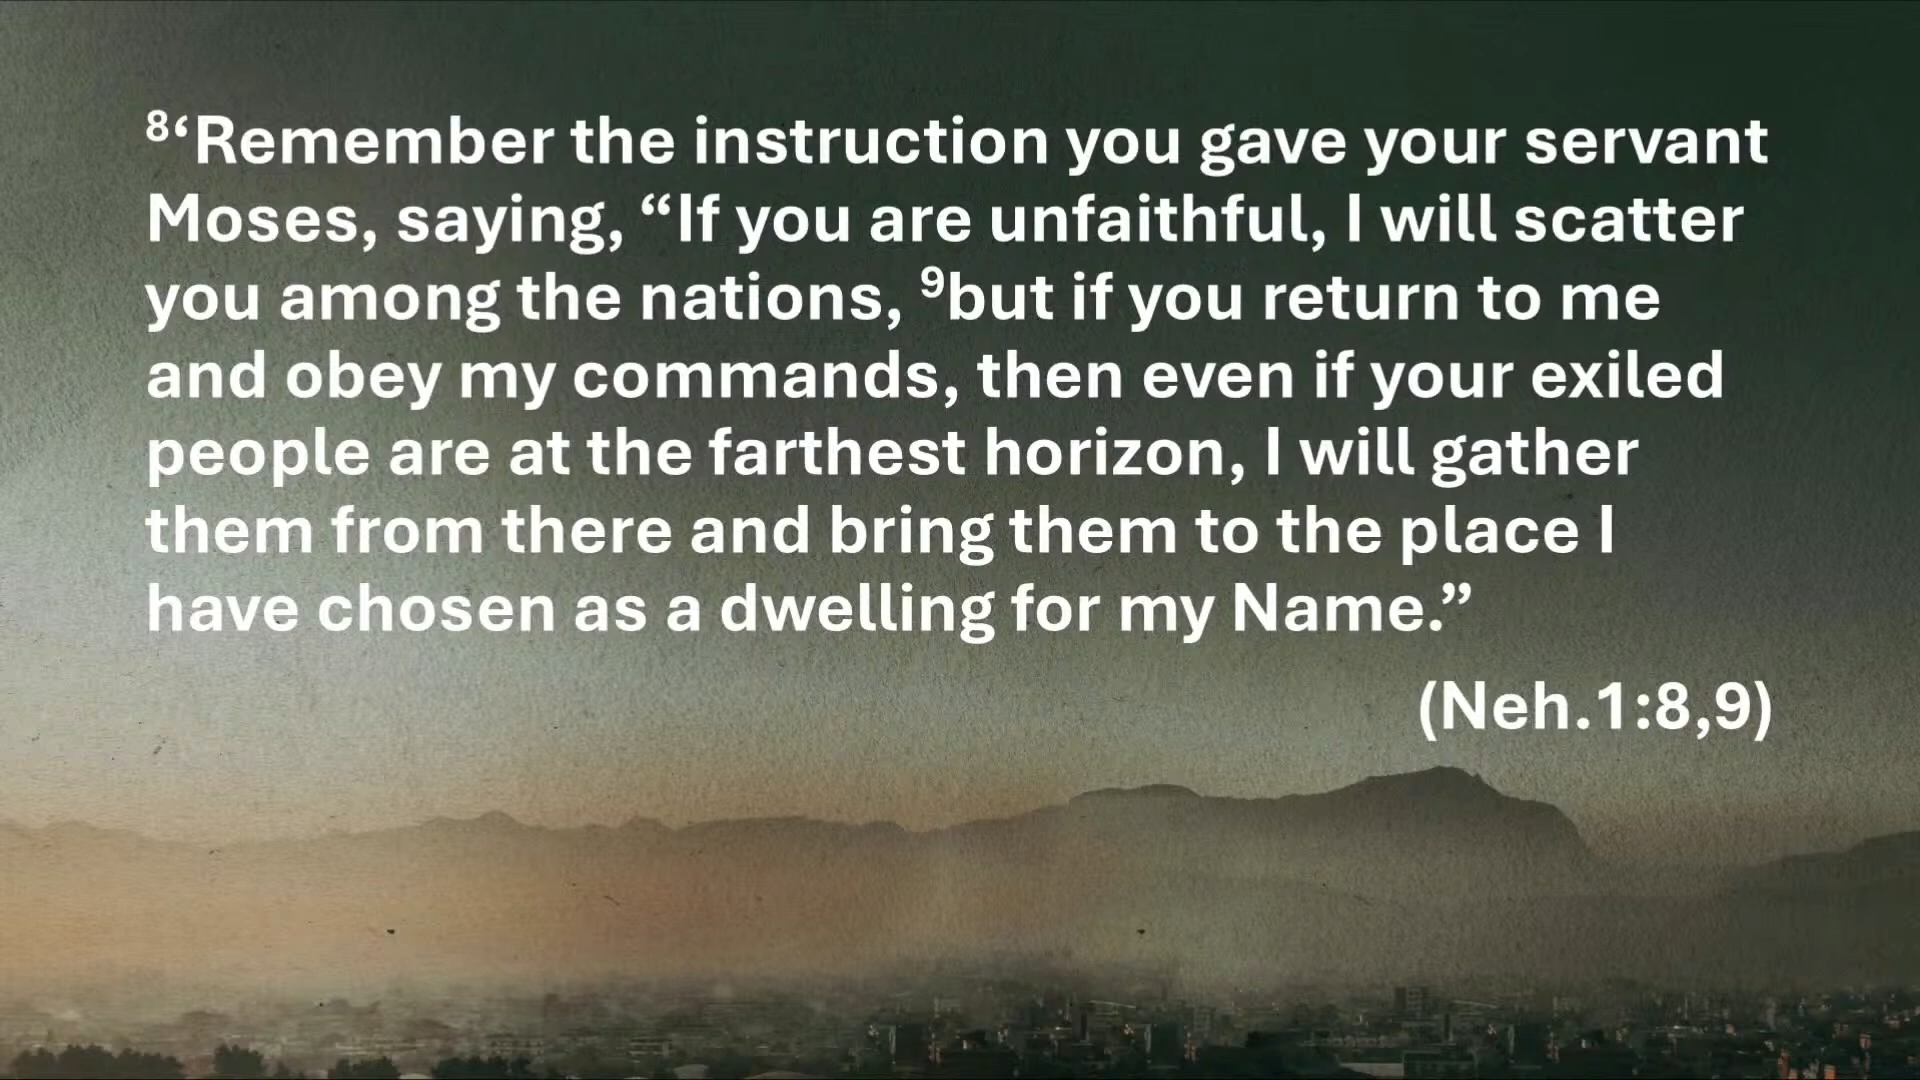 ⁸‘Remember the instruction you gave your servant
Moses, saying, “If you are unfaithful, I will scatter
you among the nations, ⁹but if you return to me
and obey my commands, then even if your exiled
people are at the farthest horizon, I will gather
them from there and bring them to the place I
have chosen as a dwelling for my Name.”
(Neh.1:8,9)